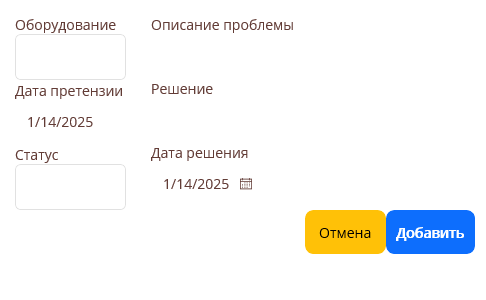 Оборудование
Описание проблемы
Дата претензии
Решение
1/14/2025
Статус
Дата решения
1/14/2025
Отмена
Добавить